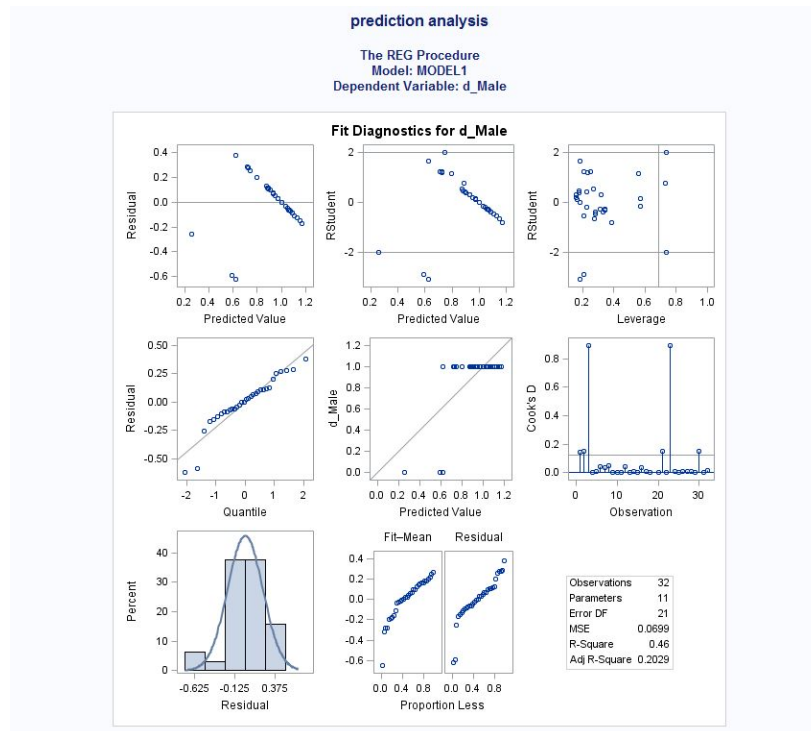 prediction analysis
The REG Procedure
Model: MODEL1
Dependent Variable: d_Male
Fit Diagnostics for d_Male
Residual
0.4
0.2
0.0
-0.2
-0.4
-0.6
0.2 0.4 0.6 0.8 1.0 1.2
Predicted Value
RStudent
2
0
-2
0.2 0.4 0.6 0.8 1.0 1.2
Predicted Value
RStudent
2
0
-2
0.2 0.4 0.6 0.8 1.0
Leverage
Residual
0.50
0.25
0.00
-0.25
-0.50
-2 -1 0 1 2
Quantile
d_Male
1.2
1.0
0.8
0.6
0.4
0.2
0.0
0.0 0.2 0.4 0.6 0.8 1.0 1.2
Predicted Value
Cook's D
0.8
0.6
0.4
0.2
0.0
0 10 20 30
Observation
Percent
40
30
20
10
0
-0.625 -0.125 0.375
Residual
Fit–Mean Residual
0.4
0.2
0.0
-0.2
-0.4
-0.6
0.0 0.4 0.8 0.0 0.4 0.8
Proportion Less
Observations 32
Parameters 11
Error DF 21
MSE 0.0699
R-Square 0.46
Adj R-Square 0.2029